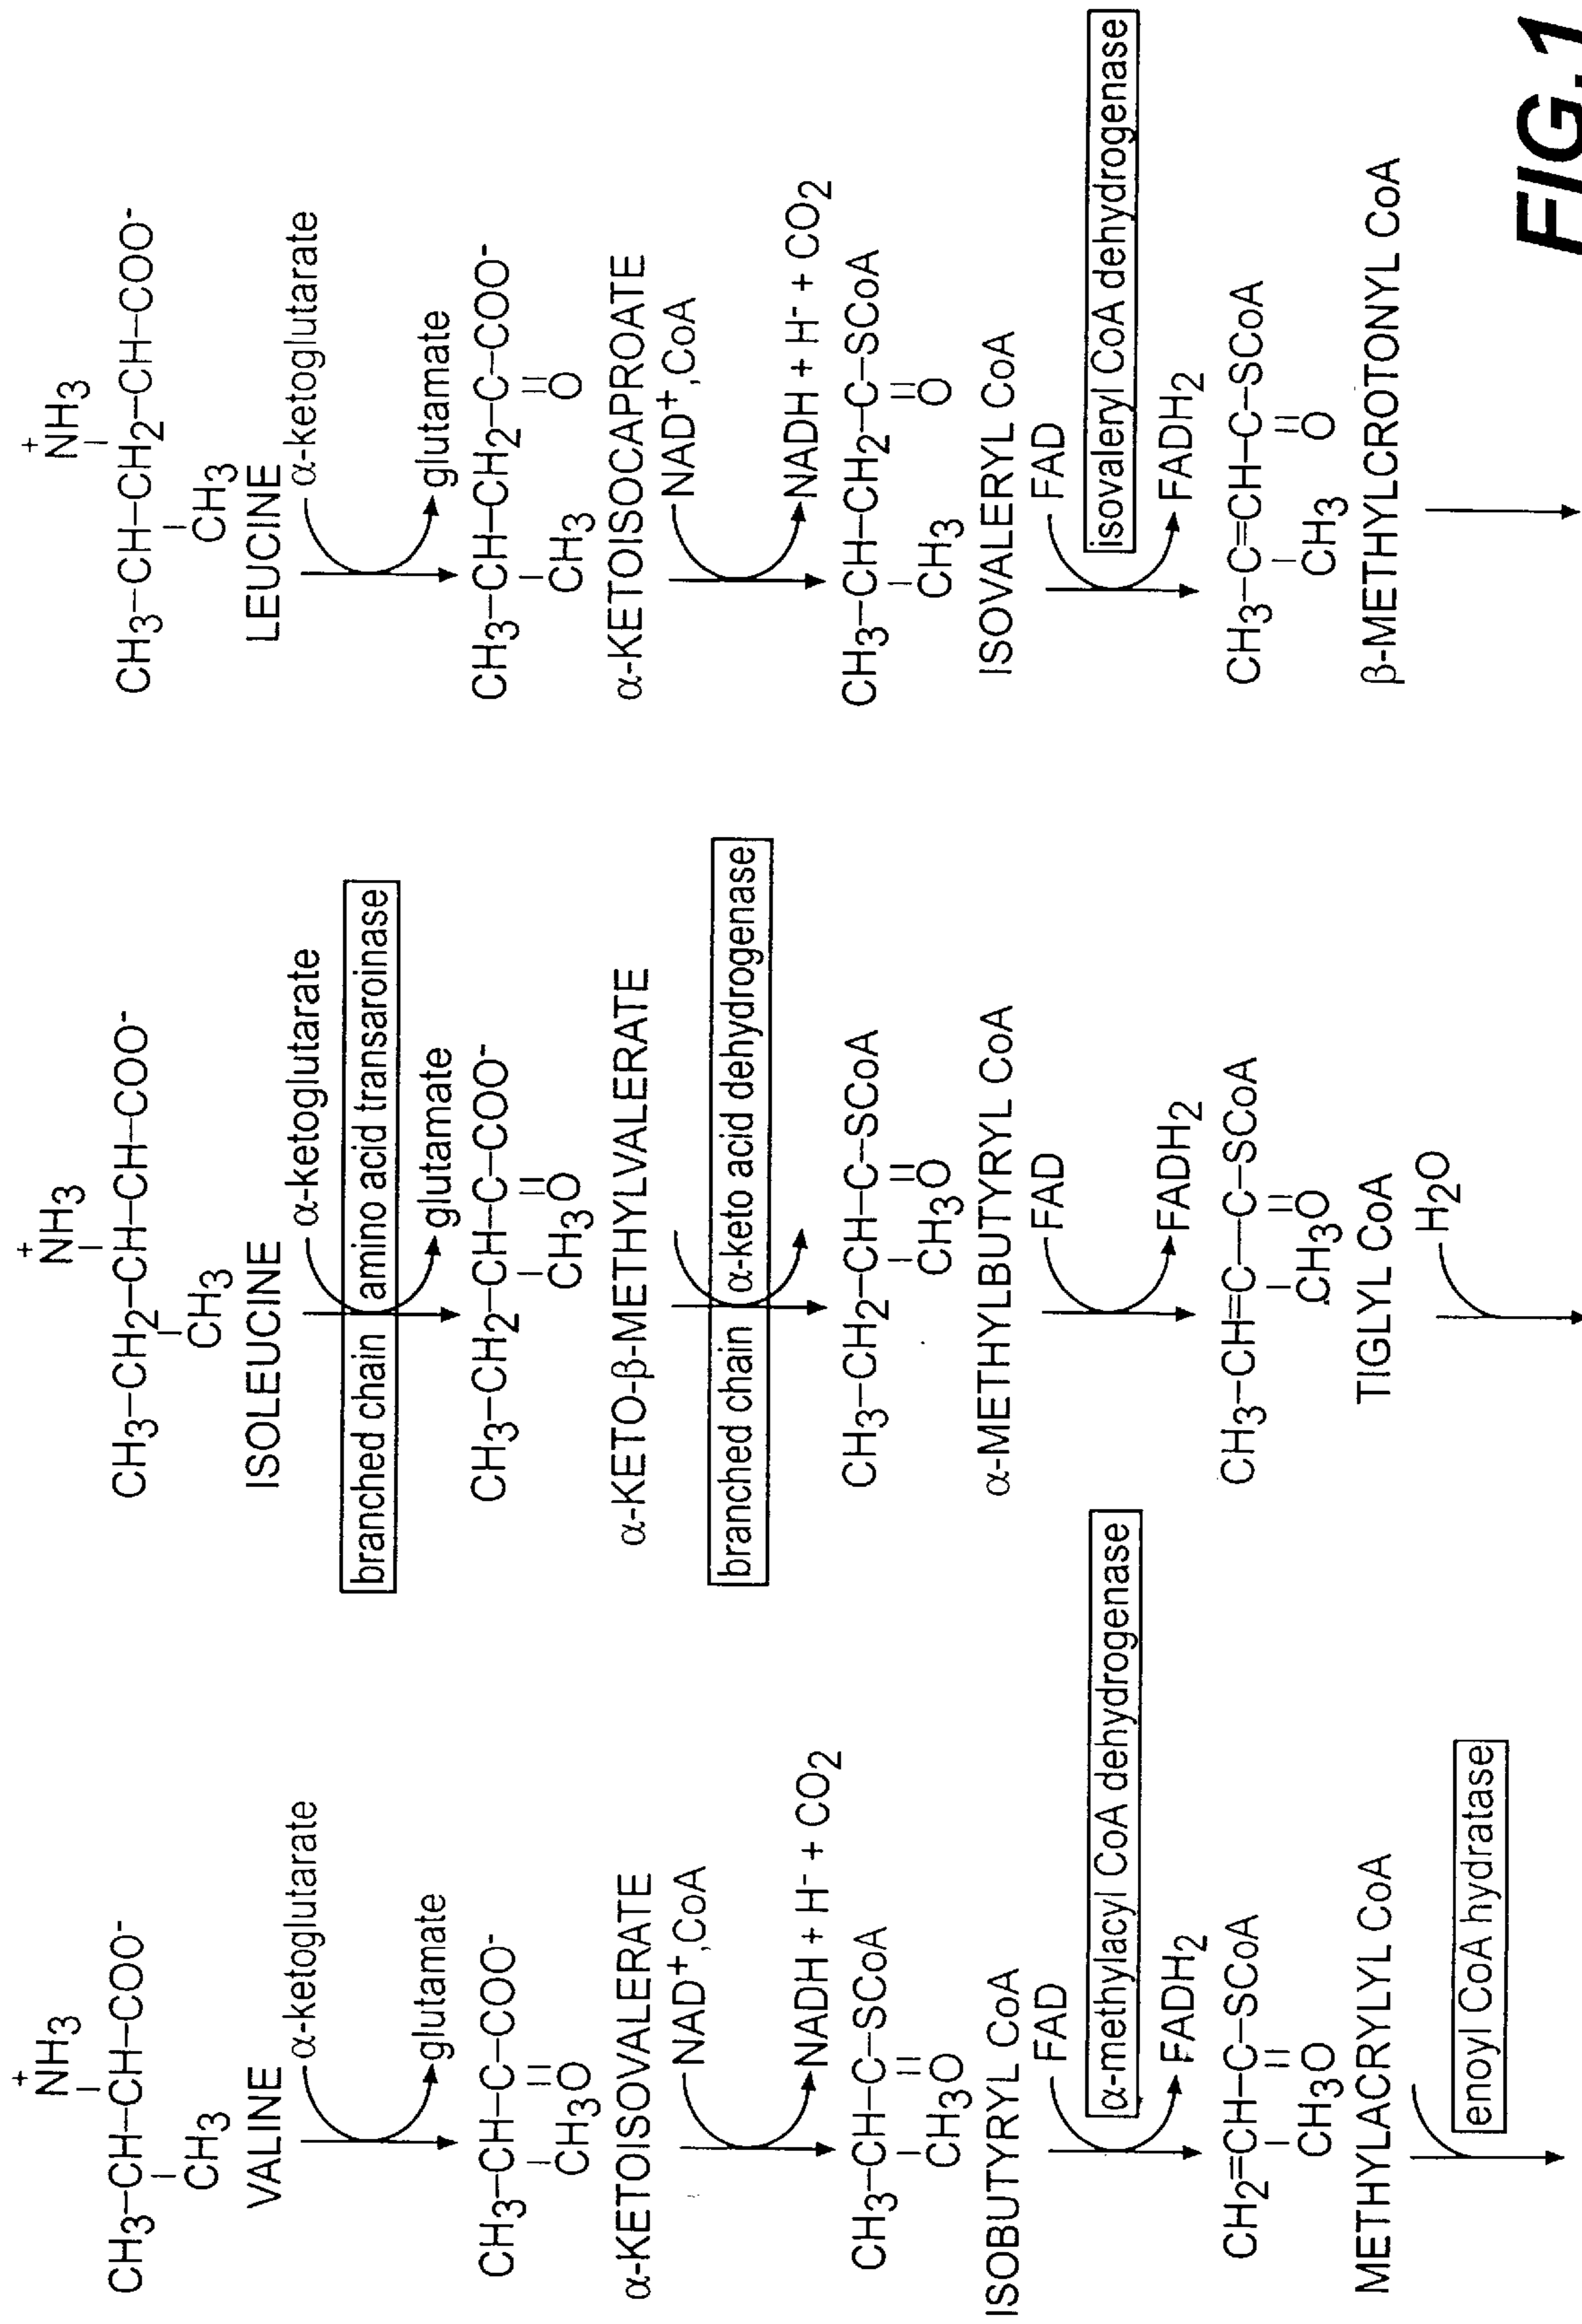 +
NH3
CH3–CH–CH–COO-
CH3
VALINE
α-ketoglutarate
glutamate
CH3–CH–C–COO-
CH3O
α-KETOISOVALERATE
NAD+,CoA
NADH + H- + CO2
CH3–CH–C–SCoA
CH3O
ISOBUTYRYL CoA
FAD
α-methylacyl CoA dehydrogenase
FADH2
CH2=CH–C–SCoA
CH3O
METHYLACRYLYL CoA
enoyl CoA hydratase
+
NH3
CH3–CH2–CH–CH–COO-
CH3
ISOLEUCINE
α-ketoglutarate
branched chain amino acid transaroinase
glutamate
CH3–CH2–CH–C–COO-
CH3O
α-KETO-β-METHYLVALERATE
branched chain α-keto acid dehydrogenase
CH3–CH2–CH–C–SCoA
CH3O
α-METHYLBUTYRYL CoA
FAD
FADH2
CH3–CH=C–C–SCoA
CH3O
TIGLYL CoA
H2O
+
NH3
CH3–CH–CH2–CH–COO-
CH3
LEUCINE
α-ketoglutarate
glutamate
CH3–CH–CH2–C–COO-
CH3 O
α-KETOISOCAPROATE
NAD+,CoA
NADH + H- + CO2
CH3–CH–CH2–C–SCoA
CH3 O
ISOVALERYL CoA
FAD
isovaleryl CoA dehydrogenase
FADH2
CH3–C=CH–C–SCoA
CH3 O
β-METHYLCROTONYL CoA
FIG.1